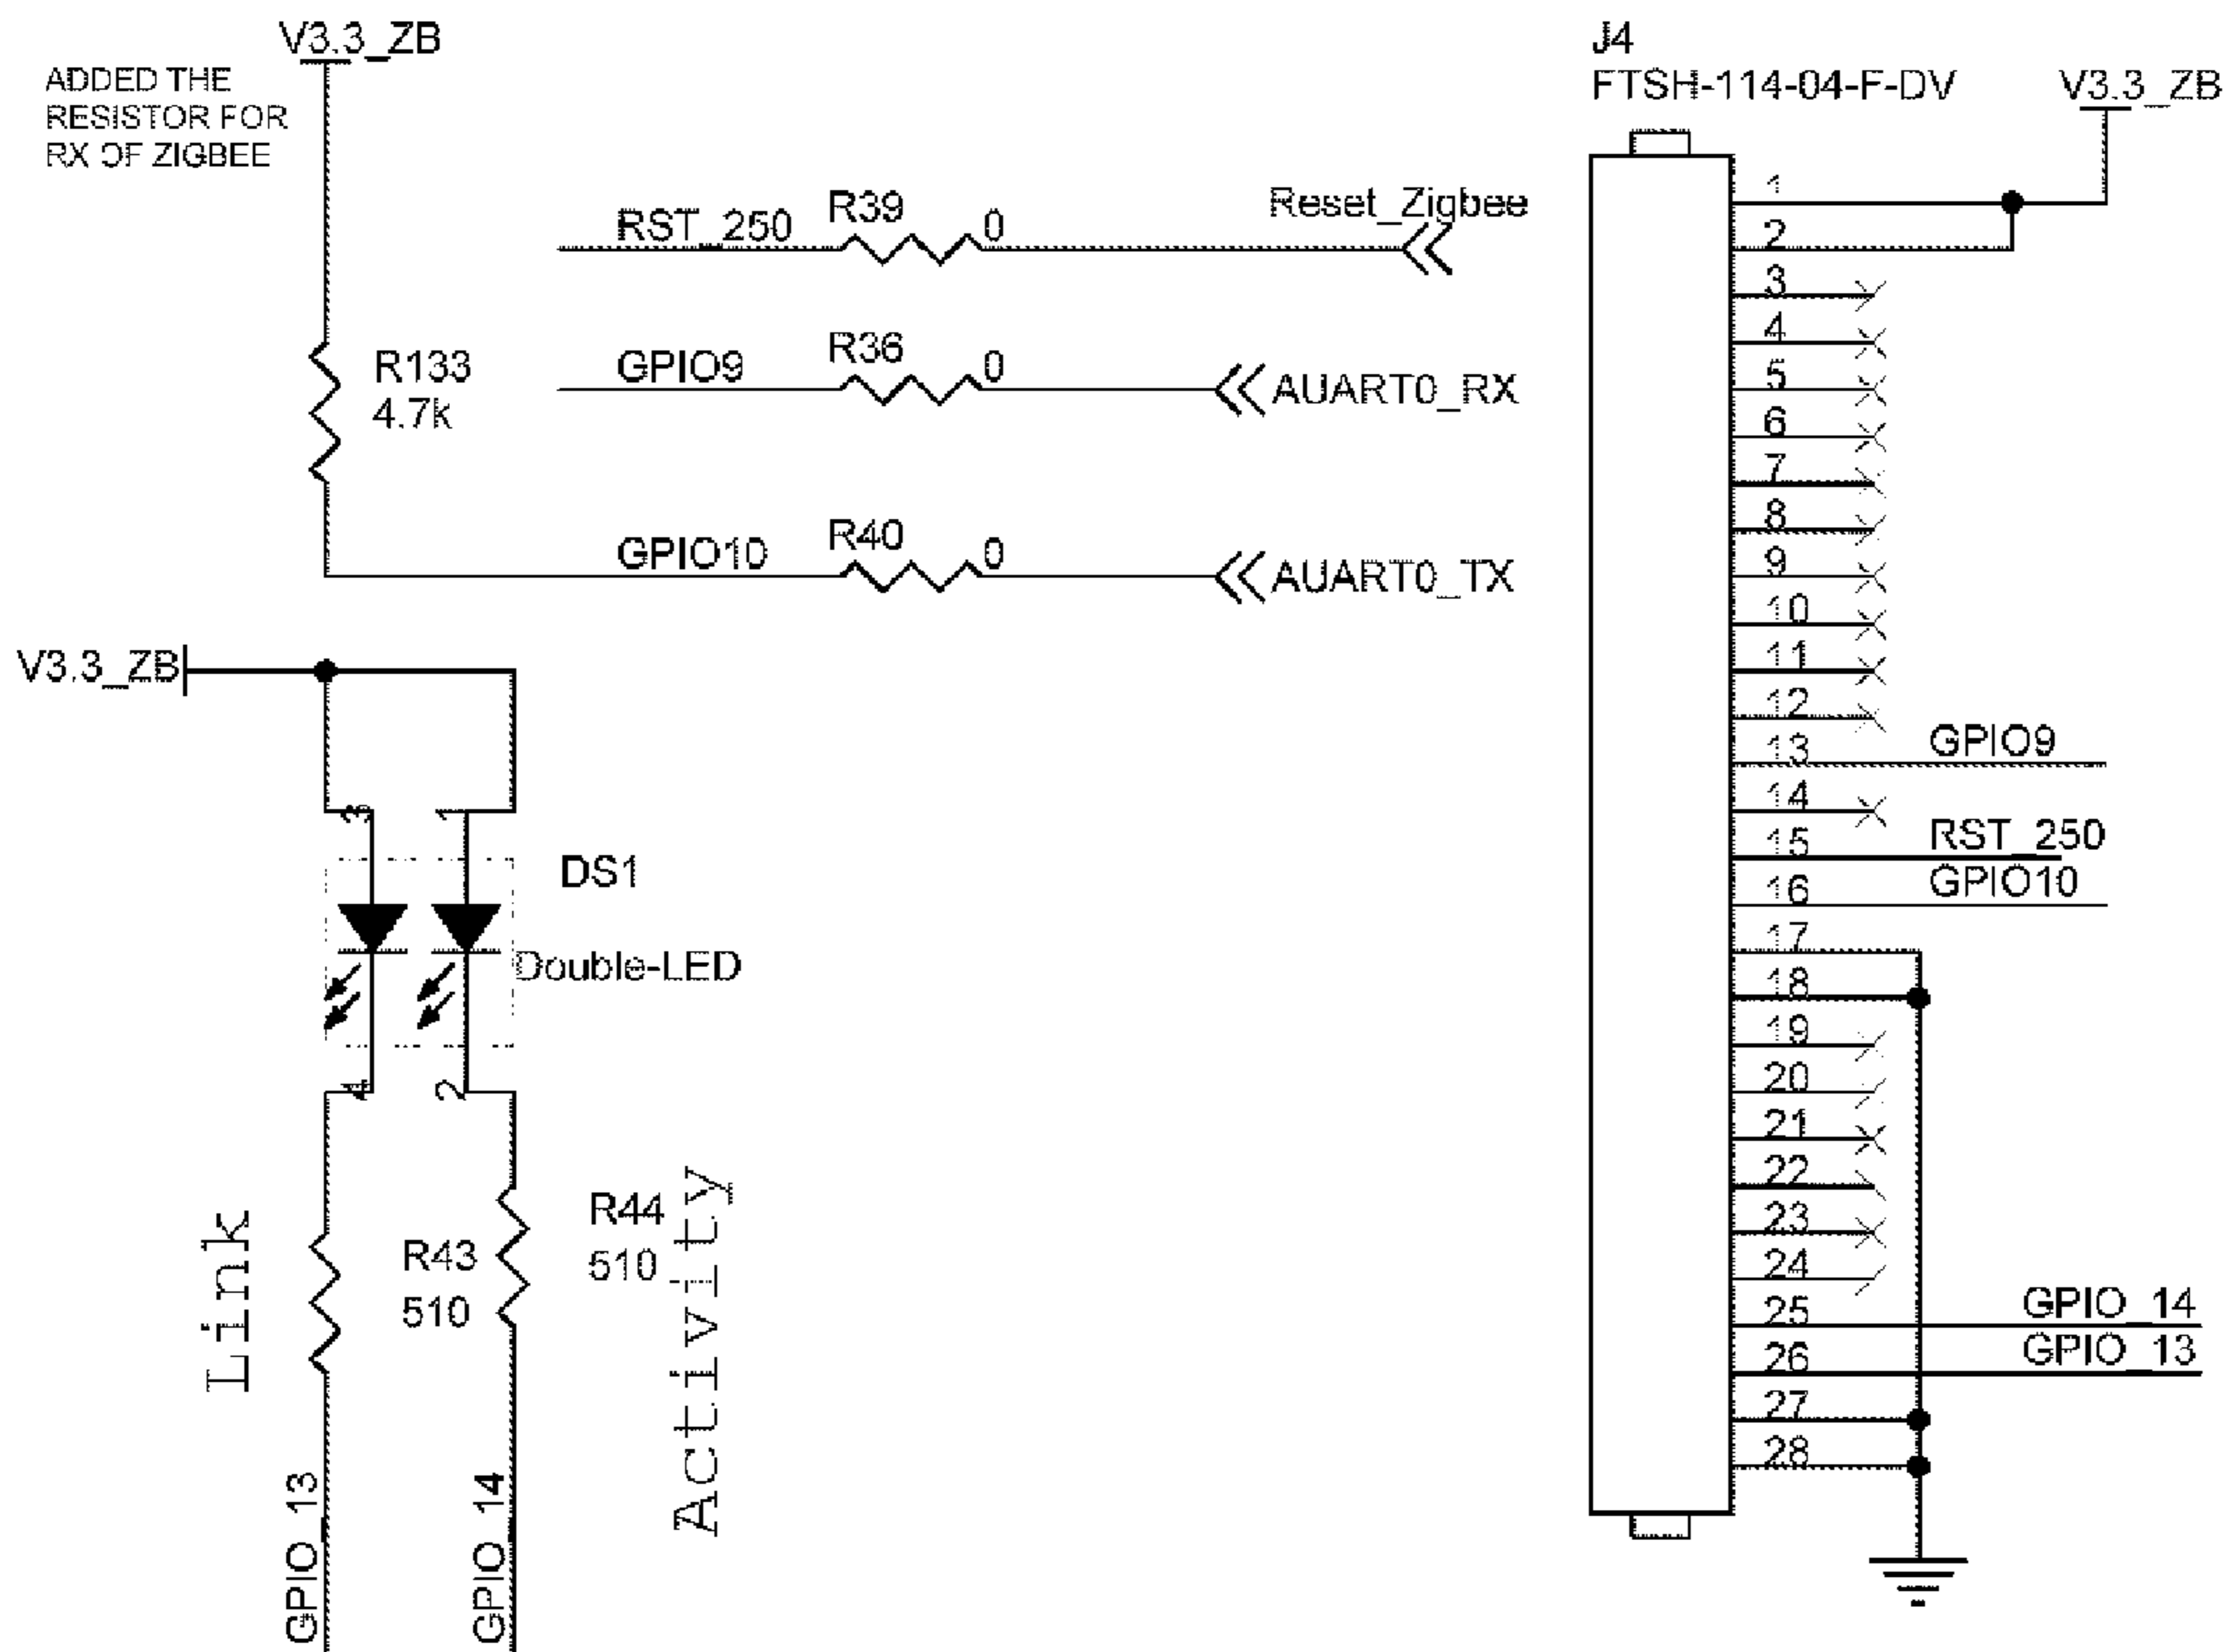 V3.3_ZB
ADDED THE
RESISTOR FOR
RX OF ZIGBEE
R133
4.7k
RST_250
R39
0
Reset_Zigbee
GPIO9
R36
0
AUART0_RX
GPIO10
R40
0
AUART0_TX
V3.3_ZB
3
1
DS1
Double-LED
4
2
Link
R43
510
R44
510
Activity
GPIO_13
GPIO_14
J4
FTSH-114-04-F-DV
V3.3_ZB
1
2
3
4
5
6
7
8
9
10
11
12
13 GPIO9
14
15 RST_250
16 GPIO10
17
18
19
20
21
22
23
24
25 GPIO_14
26 GPIO_13
27
28